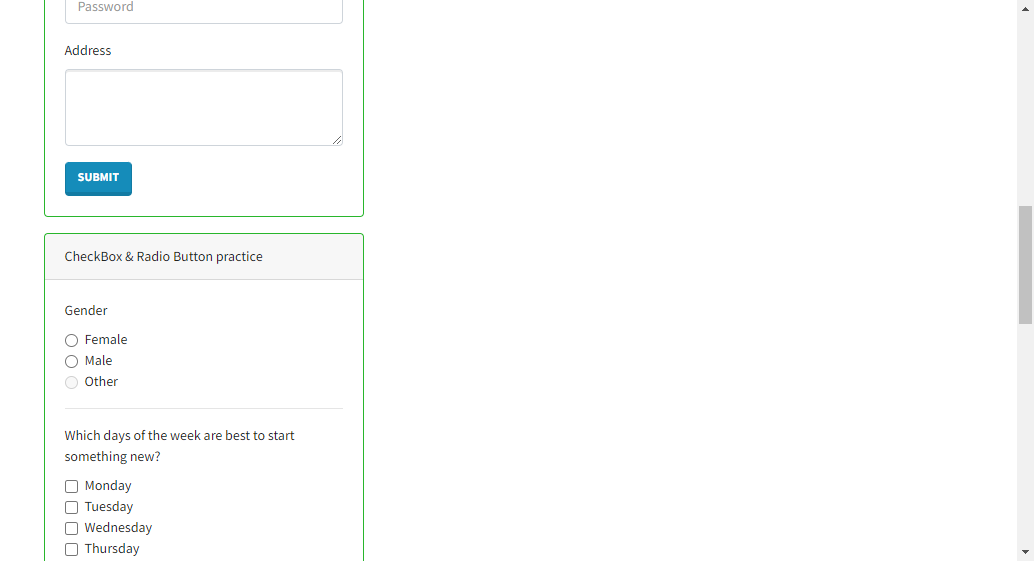 Password
Address
SUBMIT
CheckBox & Radio Button practice
Gender
Female
Male
Other
Which days of the week are best to start
something new?
Monday
Tuesday
Wednesday
Thursday